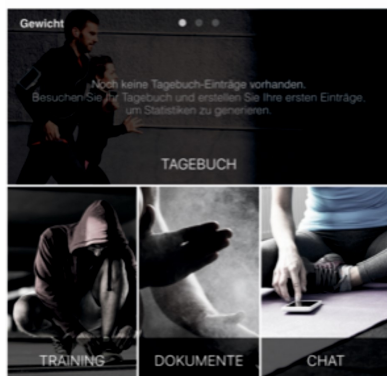 Gewicht
Noch keine Tagebuch-Einträge vorhanden.
Besuchen Sie Ihr Tagebuch und erstellen Sie Ihre ersten Einträge,
um Statistiken zu generieren.
TAGEBUCH
TRAINING
DOKUMENTE
CHAT